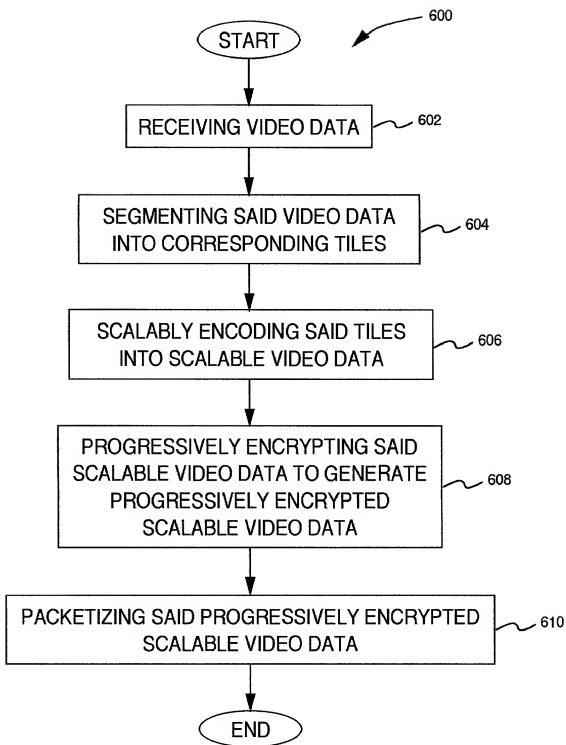 600
START
RECEIVING VIDEO DATA
602
SEGMENTING SAID VIDEO DATA
INTO CORRESPONDING TILES
604
SCALABLY ENCODING SAID TILES
INTO SCALABLE VIDEO DATA
606
PROGRESSIVELY ENCRYPTING SAID
SCALABLE VIDEO DATA TO GENERATE
PROGRESSIVELY ENCRYPTED
SCALABLE VIDEO DATA
608
PACKETIZING SAID PROGRESSIVELY ENCRYPTED
SCALABLE VIDEO DATA
610
END